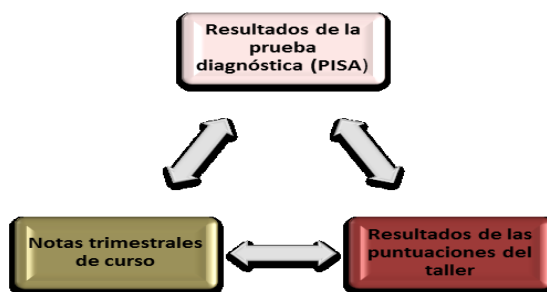 Resultados de la
prueba
diagnóstica (PISA)
Notas trimestrales
de curso
Resultados de las
puntuaciones del
taller